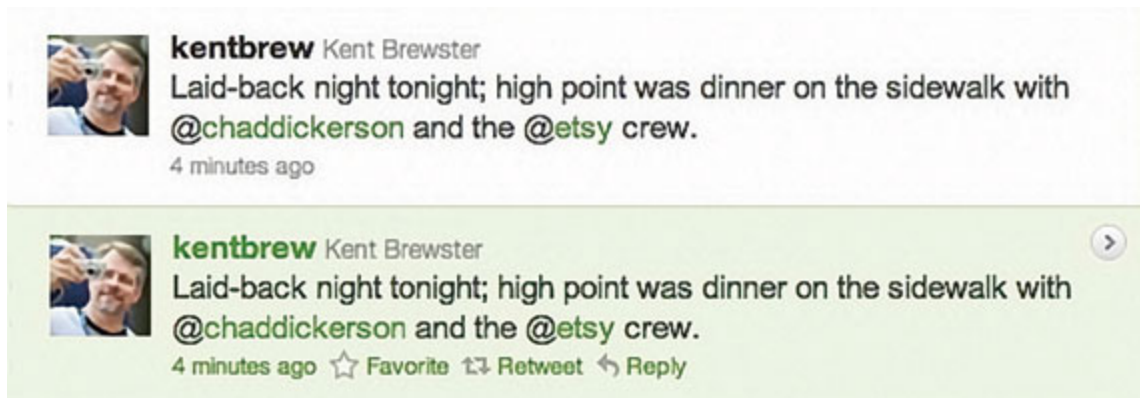 kentbrew Kent Brewster
Laid-back night tonight; high point was dinner on the sidewalk with
@chaddickerson and the @etsy crew.
4 minutes ago
kentbrew Kent Brewster
Laid-back night tonight; high point was dinner on the sidewalk with
@chaddickerson and the @etsy crew.
4 minutes ago Favorite Retweet Reply